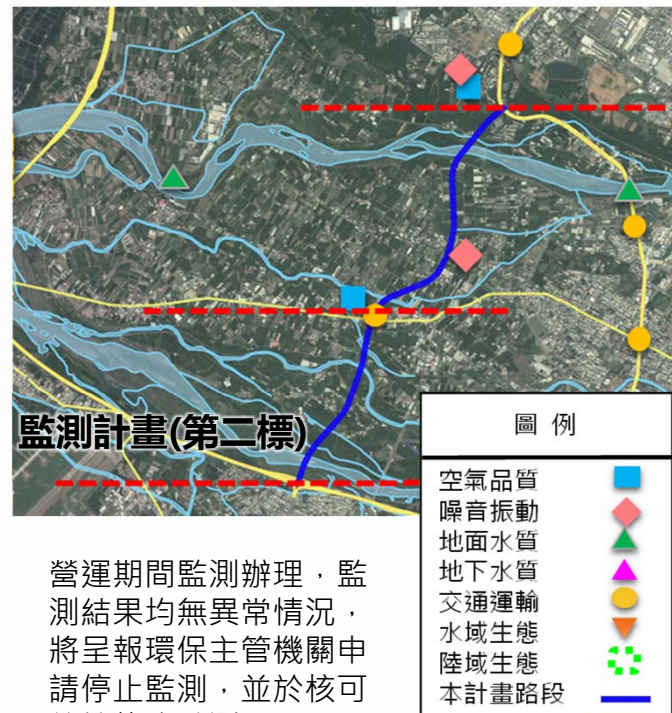 監測計畫(第二標)
圖例
空氣品質
噪音振動
地面水質
地下水質
交通運輸
水域生態
陸域生態
本計畫路段
營運期間監測辦理，監
測結果均無異常情況，
將呈報環保主管機關申
請停止監測，並於核可